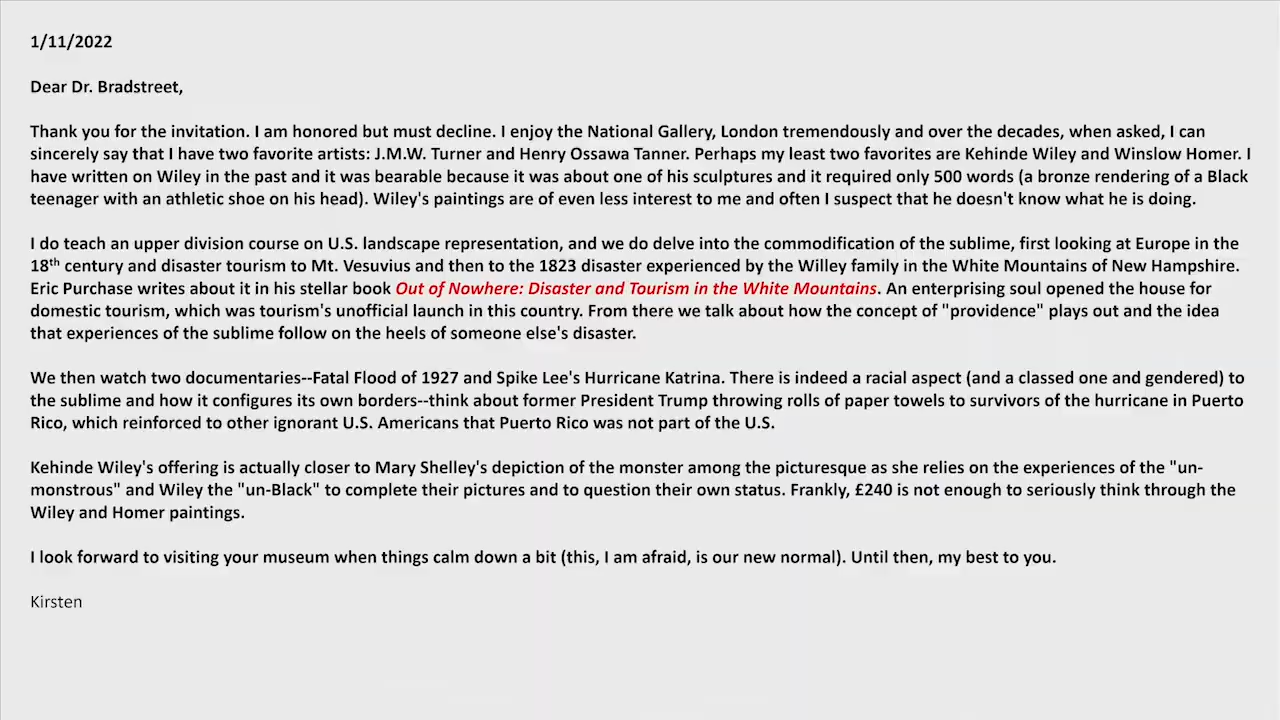 1/11/2022
Dear Dr. Bradstreet,
Thank you for the invitation. I am honored but must decline. I enjoy the National Gallery, London tremendously and over the decades, when asked, I can
sincerely say that I have two favorite artists: J.M.W. Turner and Henry Ossawa Tanner. Perhaps my least two favorites are Kehinde Wiley and Winslow Homer. I
have written on Wiley in the past and it was bearable because it was about one of his sculptures and it required only 500 words (a bronze rendering of a Black
teenager with an athletic shoe on his head). Wiley's paintings are of even less interest to me and often I suspect that he doesn't know what he is doing.
I do teach an upper division course on U.S. landscape representation, and we do delve into the commodification of the sublime, first looking at Europe in the
18th century and disaster tourism to Mt. Vesuvius and then to the 1823 disaster experienced by the Willey family in the White Mountains of New Hampshire.
Eric Purchase writes about it in his stellar book Out of Nowhere: Disaster and Tourism in the White Mountains. An enterprising soul opened the house for
domestic tourism, which was tourism's unofficial launch in this country. From there we talk about how the concept of "providence" plays out and the idea
that experiences of the sublime follow on the heels of someone else's disaster.
We then watch two documentaries--Fatal Flood of 1927 and Spike Lee's Hurricane Katrina. There is indeed a racial aspect (and a classed one and gendered) to
the sublime and how it configures its own borders--think about former President Trump throwing rolls of paper towels to survivors of the hurricane in Puerto
Rico, which reinforced to other ignorant U.S. Americans that Puerto Rico was not part of the U.S.
Kehinde Wiley's offering is actually closer to Mary Shelley's depiction of the monster among the picturesque as she relies on the experiences of the "un-
monstrous" and Wiley the "un-Black" to complete their pictures and to question their own status. Frankly, £240 is not enough to seriously think through the
Wiley and Homer paintings.
I look forward to visiting your museum when things calm down a bit (this, I am afraid, is our new normal). Until then, my best to you.
Kirsten